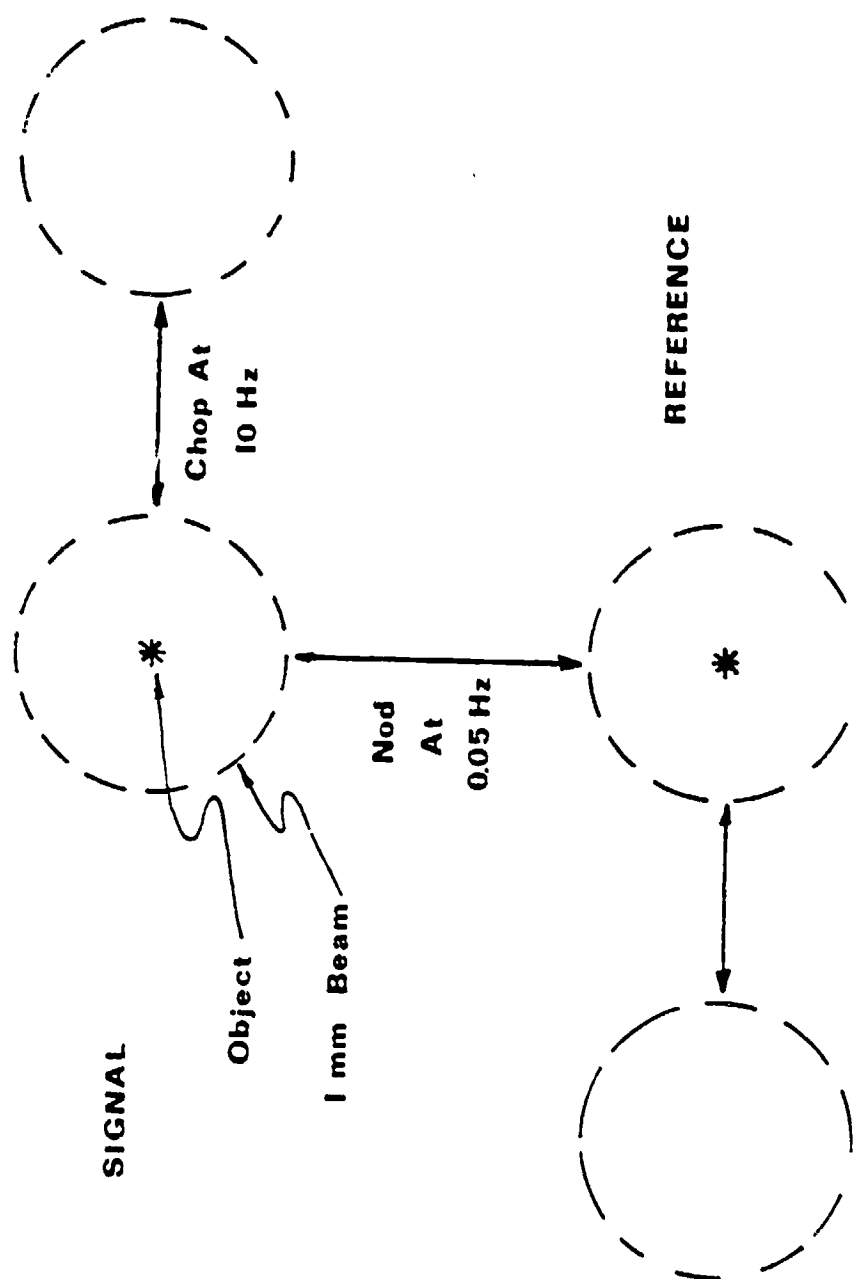 SIGNAL
Object
1 mm Beam
Chop At
10 Hz
Nod
At
0.05 Hz
REFERENCE